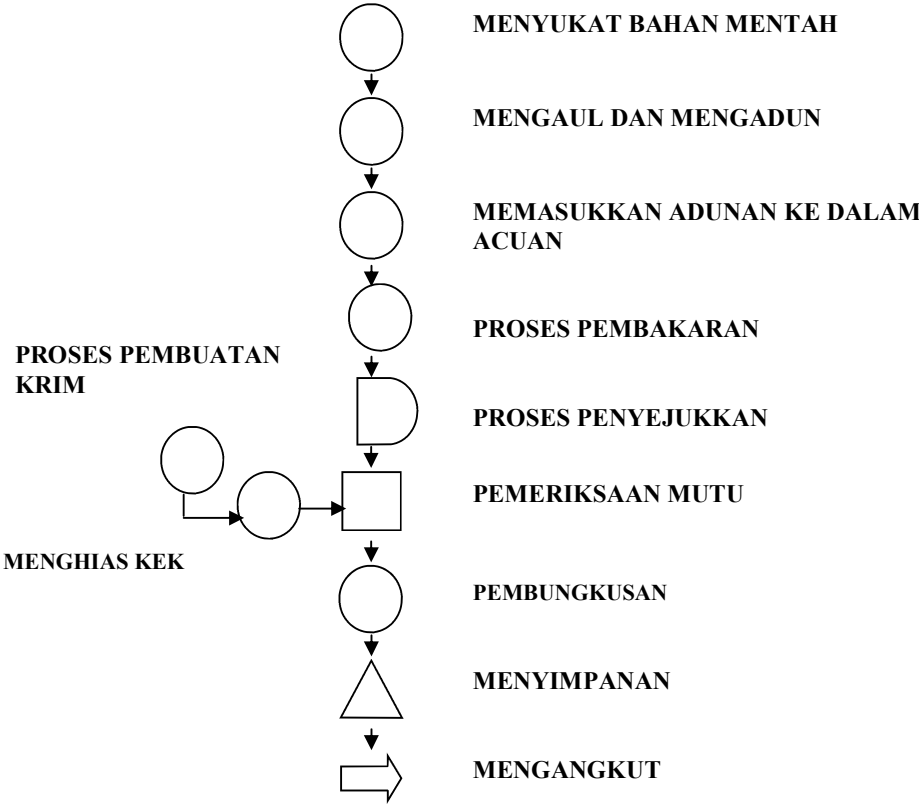 MENYUKAT BAHAN MENTAH
MENGAUL DAN MENGADUN
MEMASUKKAN ADUNAN KE DALAM
ACUAN
PROSES PEMBAKARAN
PROSES PEMBUATAN
KRIM
PROSES PENYEJUKKAN
PEMERIKSAAN MUTU
MENGHIAS KEK
PEMBUNGKUSAN
MENYIMPANAN
MENGANGKUT